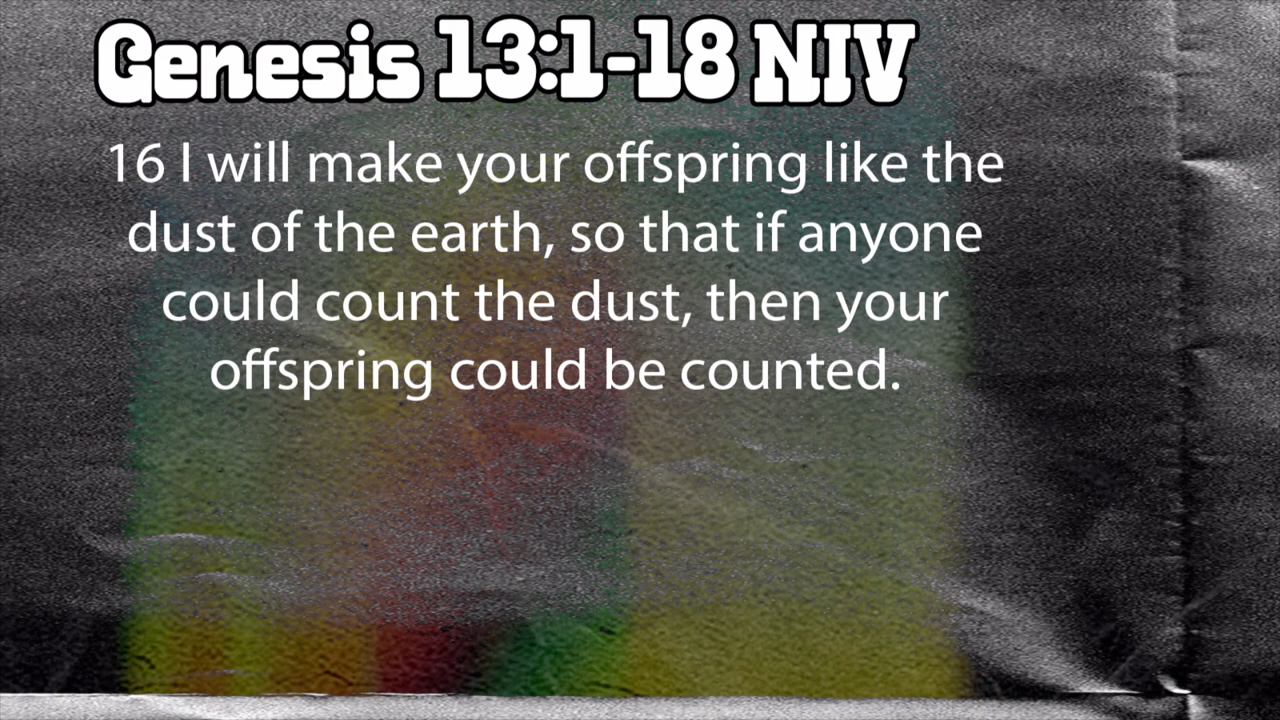 Genesis 13:1-18 NIV
16 I will make your offspring like the
dust of the earth, so that if anyone
could count the dust, then your
offspring could be counted.